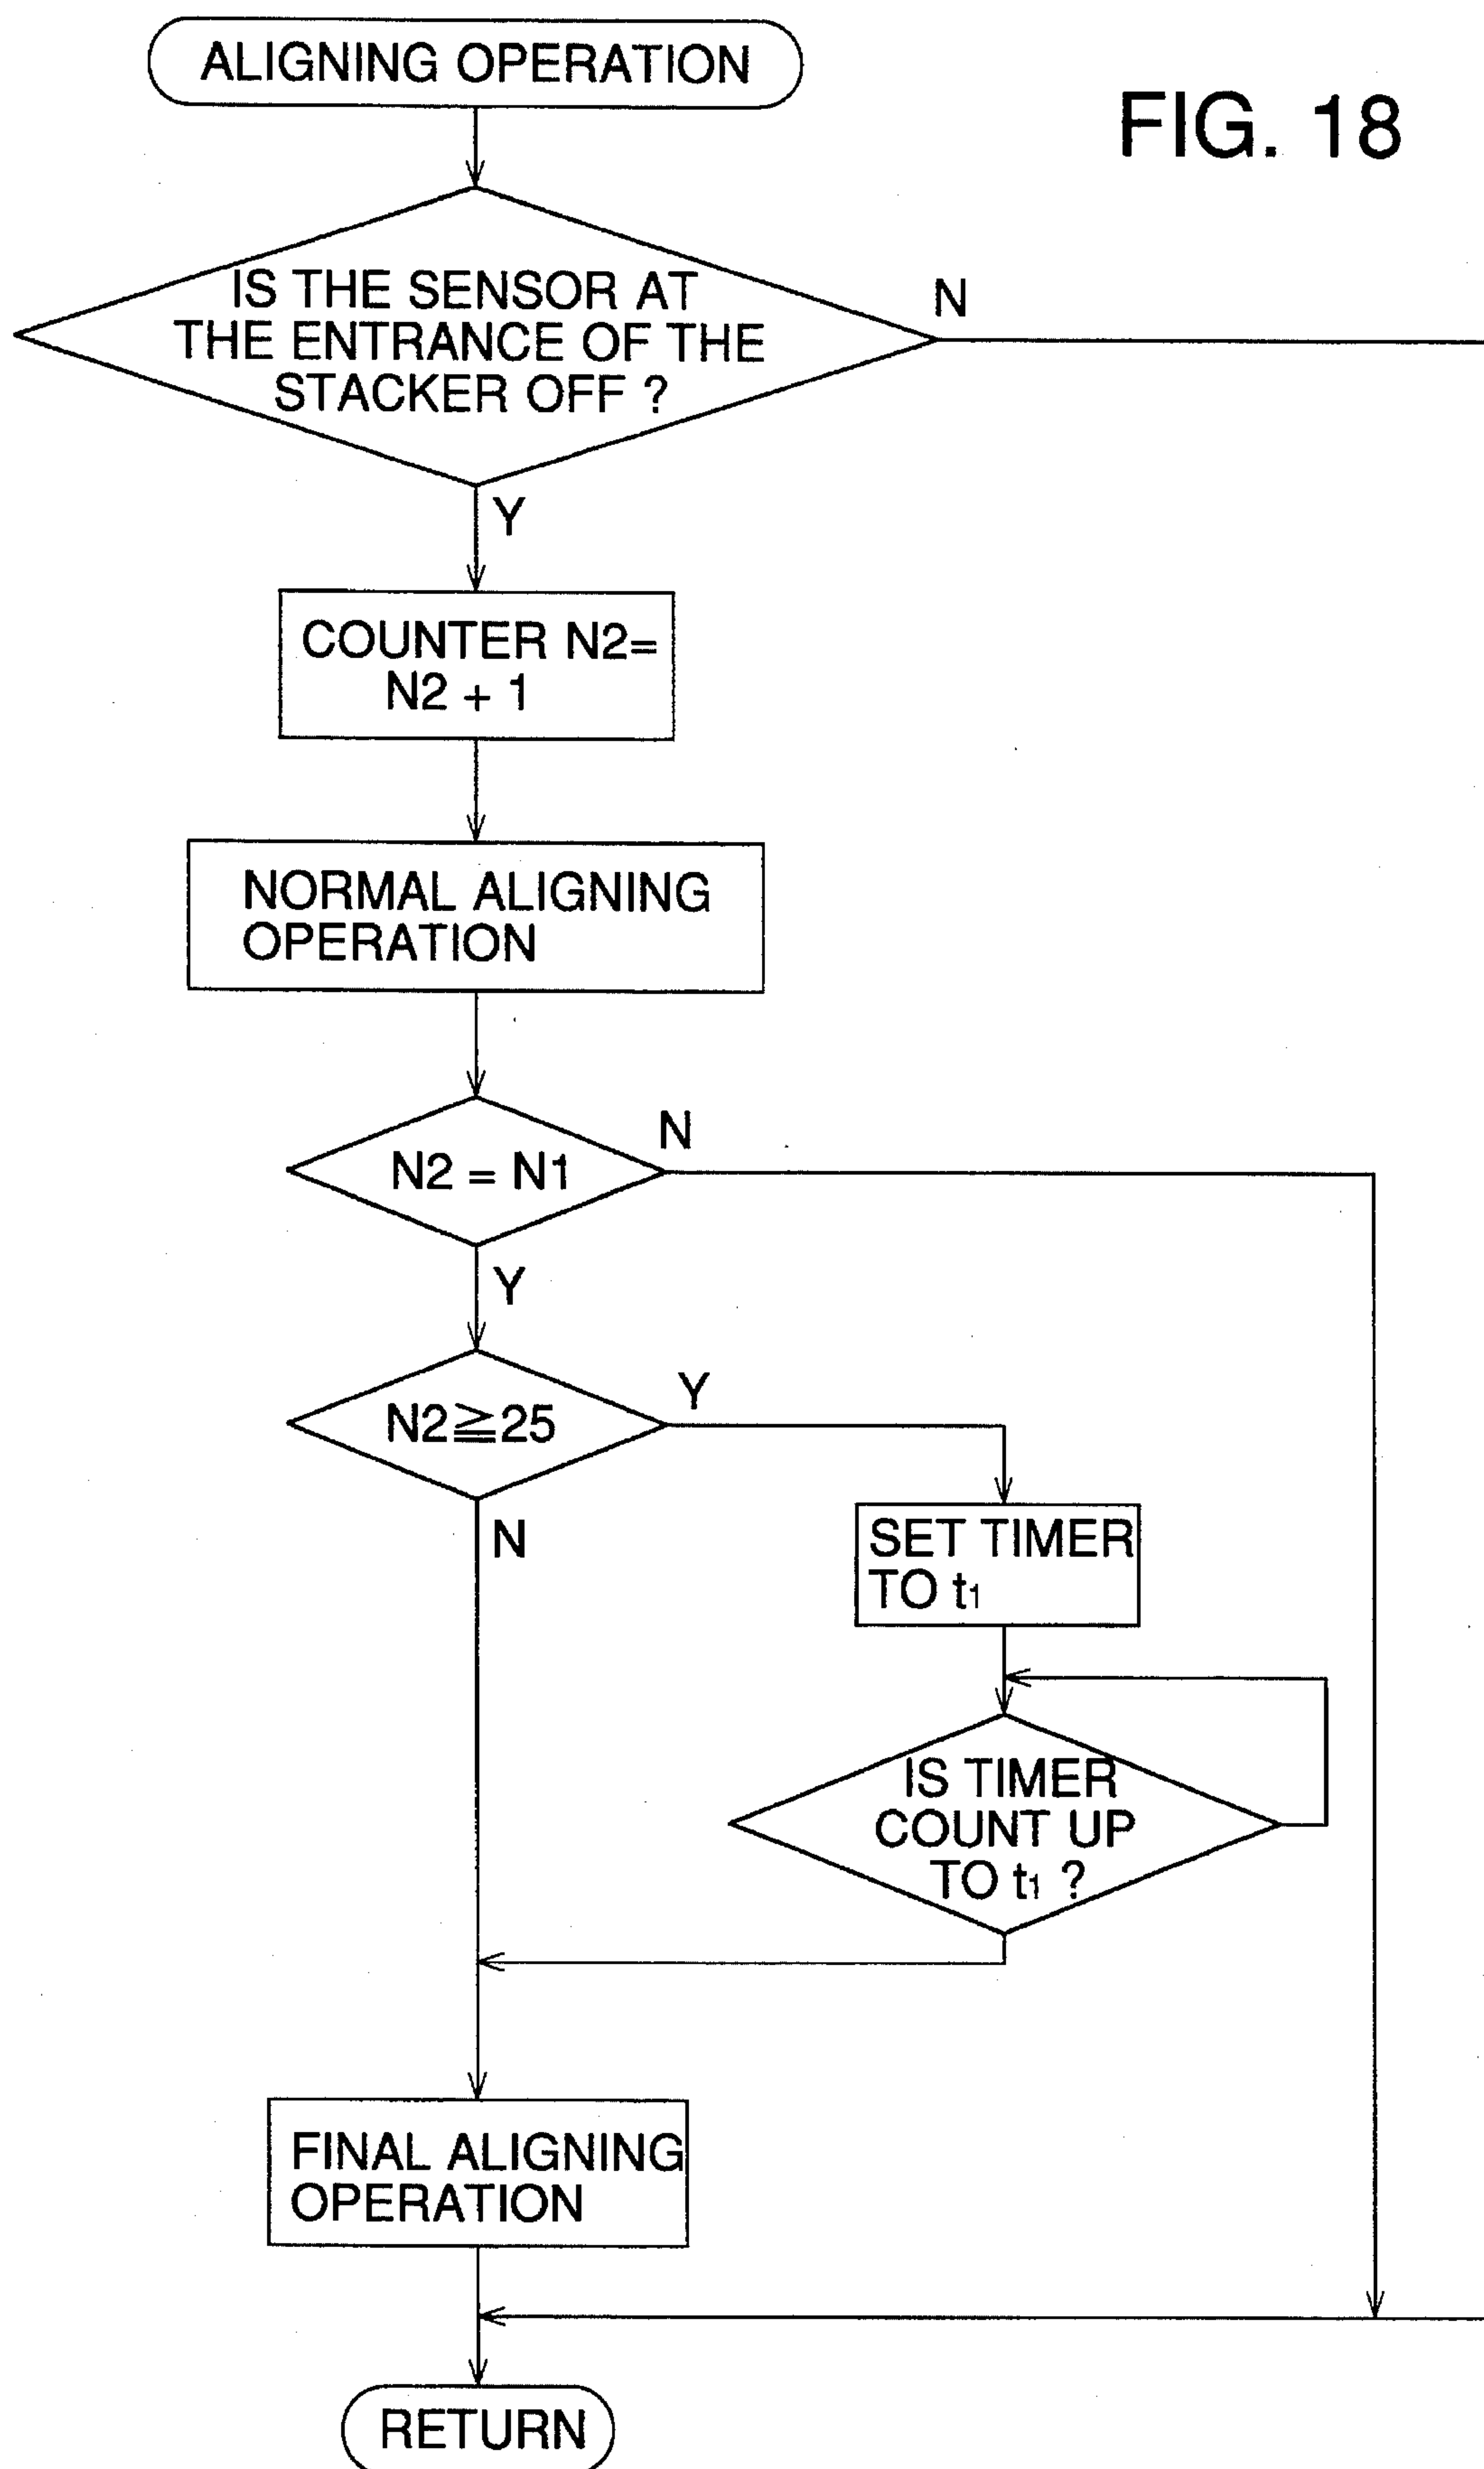 ALIGNING OPERATION
FIG. 18
IS THE SENSOR AT
THE ENTRANCE OF THE
STACKER OFF ?
N
Y
COUNTER N2=
N2 + 1
NORMAL ALIGNING
OPERATION
N2 = N1
N
Y
N2≧25
Y
N
SET TIMER
TO t₁
IS TIMER
COUNT UP
TO t₁ ?
FINAL ALIGNING
OPERATION
RETURN